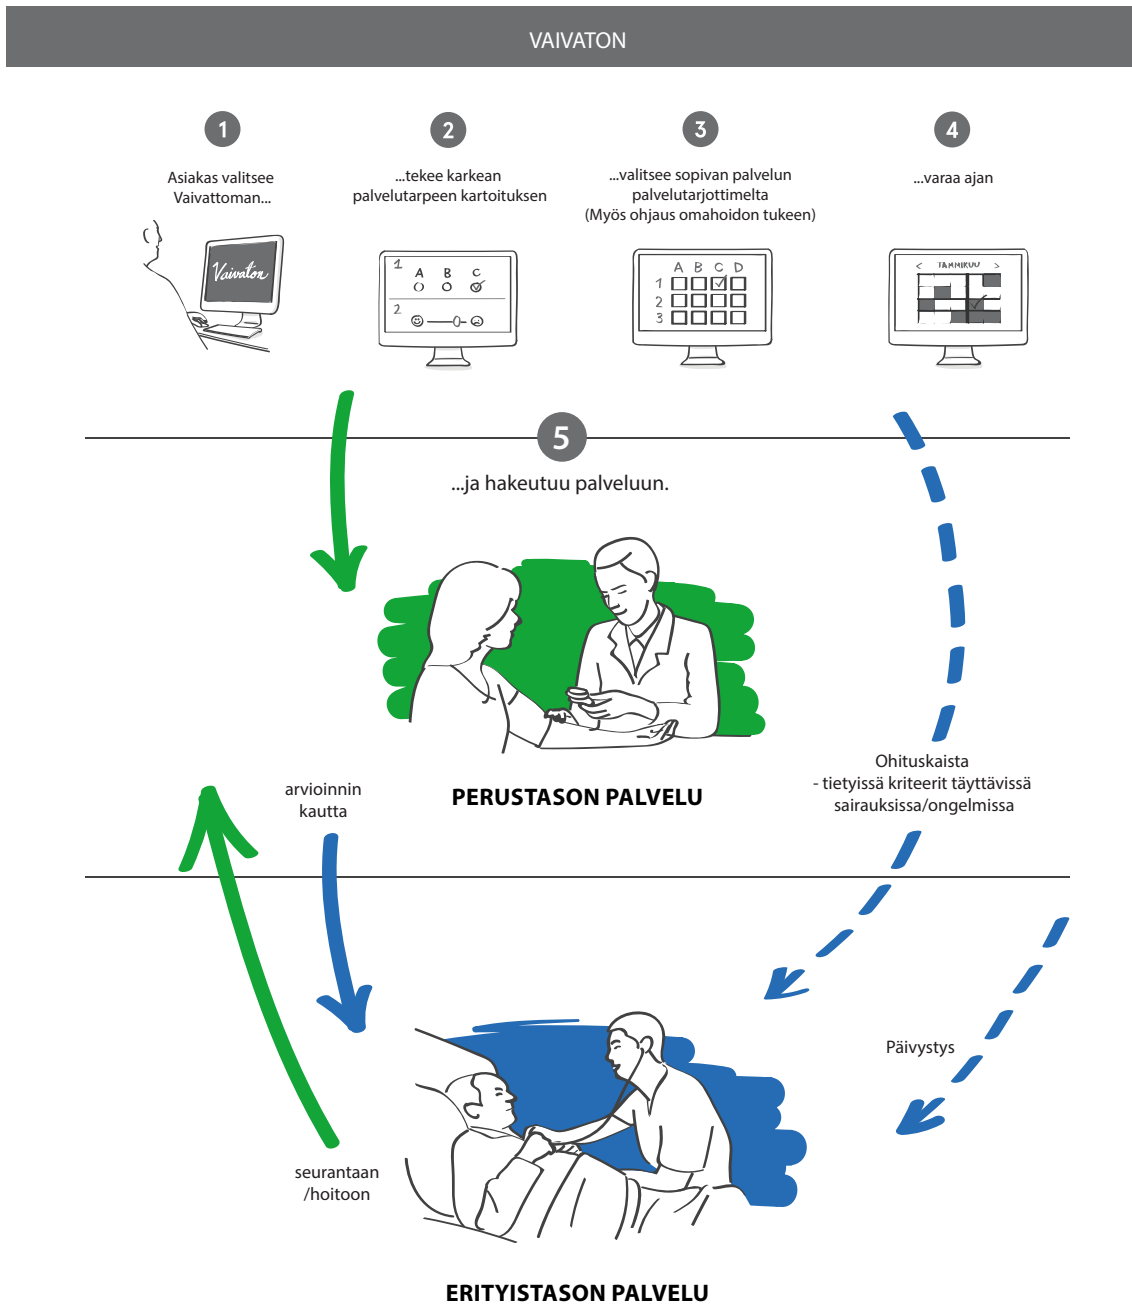 VAIVATON
1
Asiakas valitsee
Vaivattoman...
Vaivaton
2
...tekee karkean
palvelutarpeen kartoituksen
1
A B C
2
3
...valitsee sopivan palvelun
palvelutarjottimelta
(Myös ohjaus omahoidon tukeen)
A B C D
1
2
3
4
...varaa ajan
< TAMMIKUU >
5
...ja hakeutuu palveluun.
PERUSTASON PALVELU
arvioinnin
kautta
Ohituskaista
- tietyissä kriteerit täyttävissä
sairauksissa/ongelmissa
Päivystys
seurantaan
/hoitoon
ERITYISTASON PALVELU